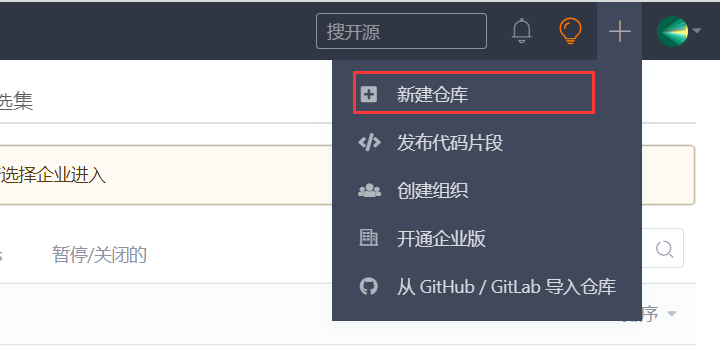 搜开源
新建仓库
发布代码片段
创建组织
开通企业版
从 GitHub / GitLab 导入仓库
选集
选择企业进入
暂停/关闭的
序